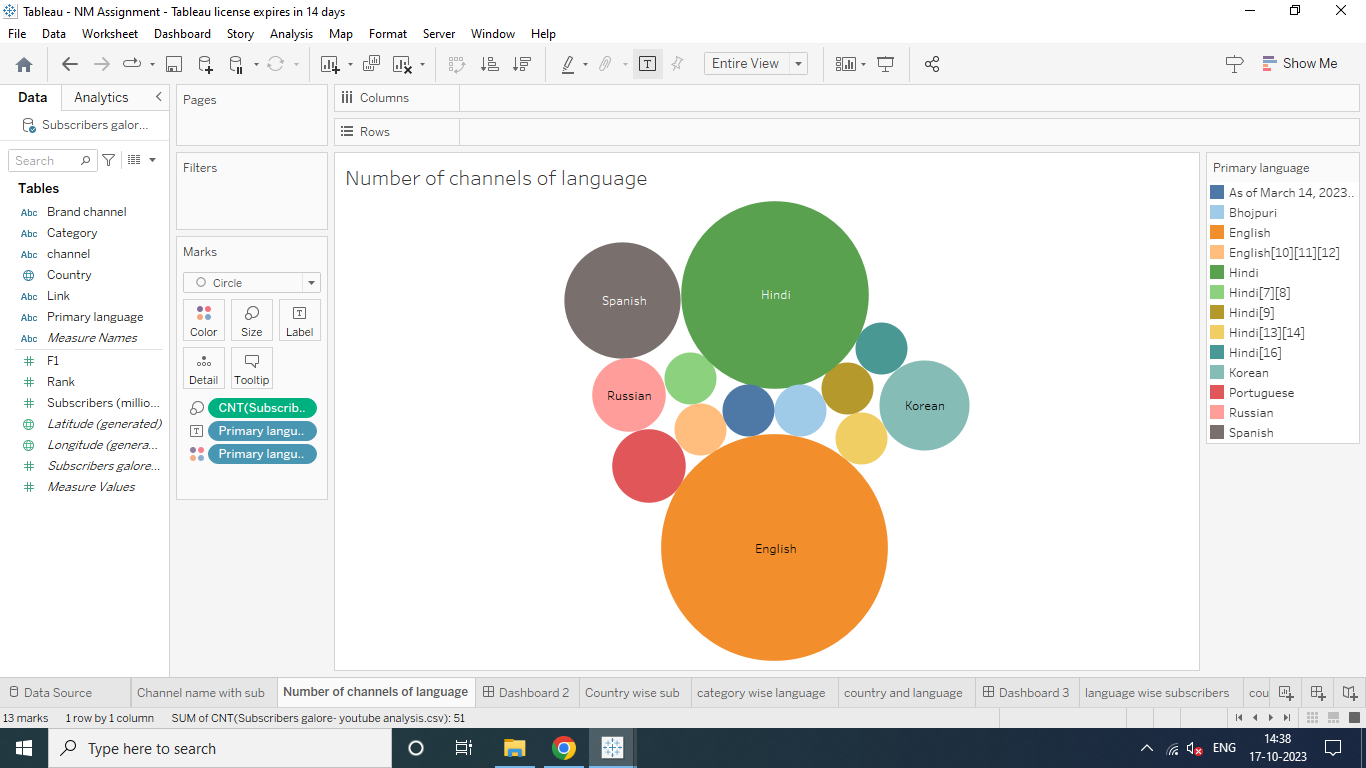 Tableau - NM Assignment - Tableau license expires in 14 days
File Data Worksheet Dashboard Story Analysis Map Format Server Window Help
Entire View
Show Me
Data Analytics
Subscribers galor...
Search
Tables
Abc Brand channel
Abc Category
Abc channel
Country
Abc Link
Abc Primary language
Abc Measure Names
# F1
# Rank
# Subscribers (millio...
Latitude (generated)
Longitude (genera...
# Subscribers galore...
# Measure Values
Pages
Filters
Marks
Circle
Color Size Label
Detail Tooltip
CNT(Subscrib..
Primary langu..
Primary langu..
Columns
Rows
Number of channels of language
Hindi
Spanish
Russian
Korean
English
Primary language
As of March 14, 2023..
Bhojpuri
English
English[10][11][12]
Hindi
Hindi[7][8]
Hindi[9]
Hindi[13][14]
Hindi[16]
Korean
Portuguese
Russian
Spanish
Data Source Channel name with sub Number of channels of language Dashboard 2 Country wise sub category wise language country and language Dashboard 3 language wise subscribers cou
13 marks 1 row by 1 column SUM of CNT(Subscribers galore- youtube analysis.csv): 51
Type here to search
ENG
14:38
17-10-2023